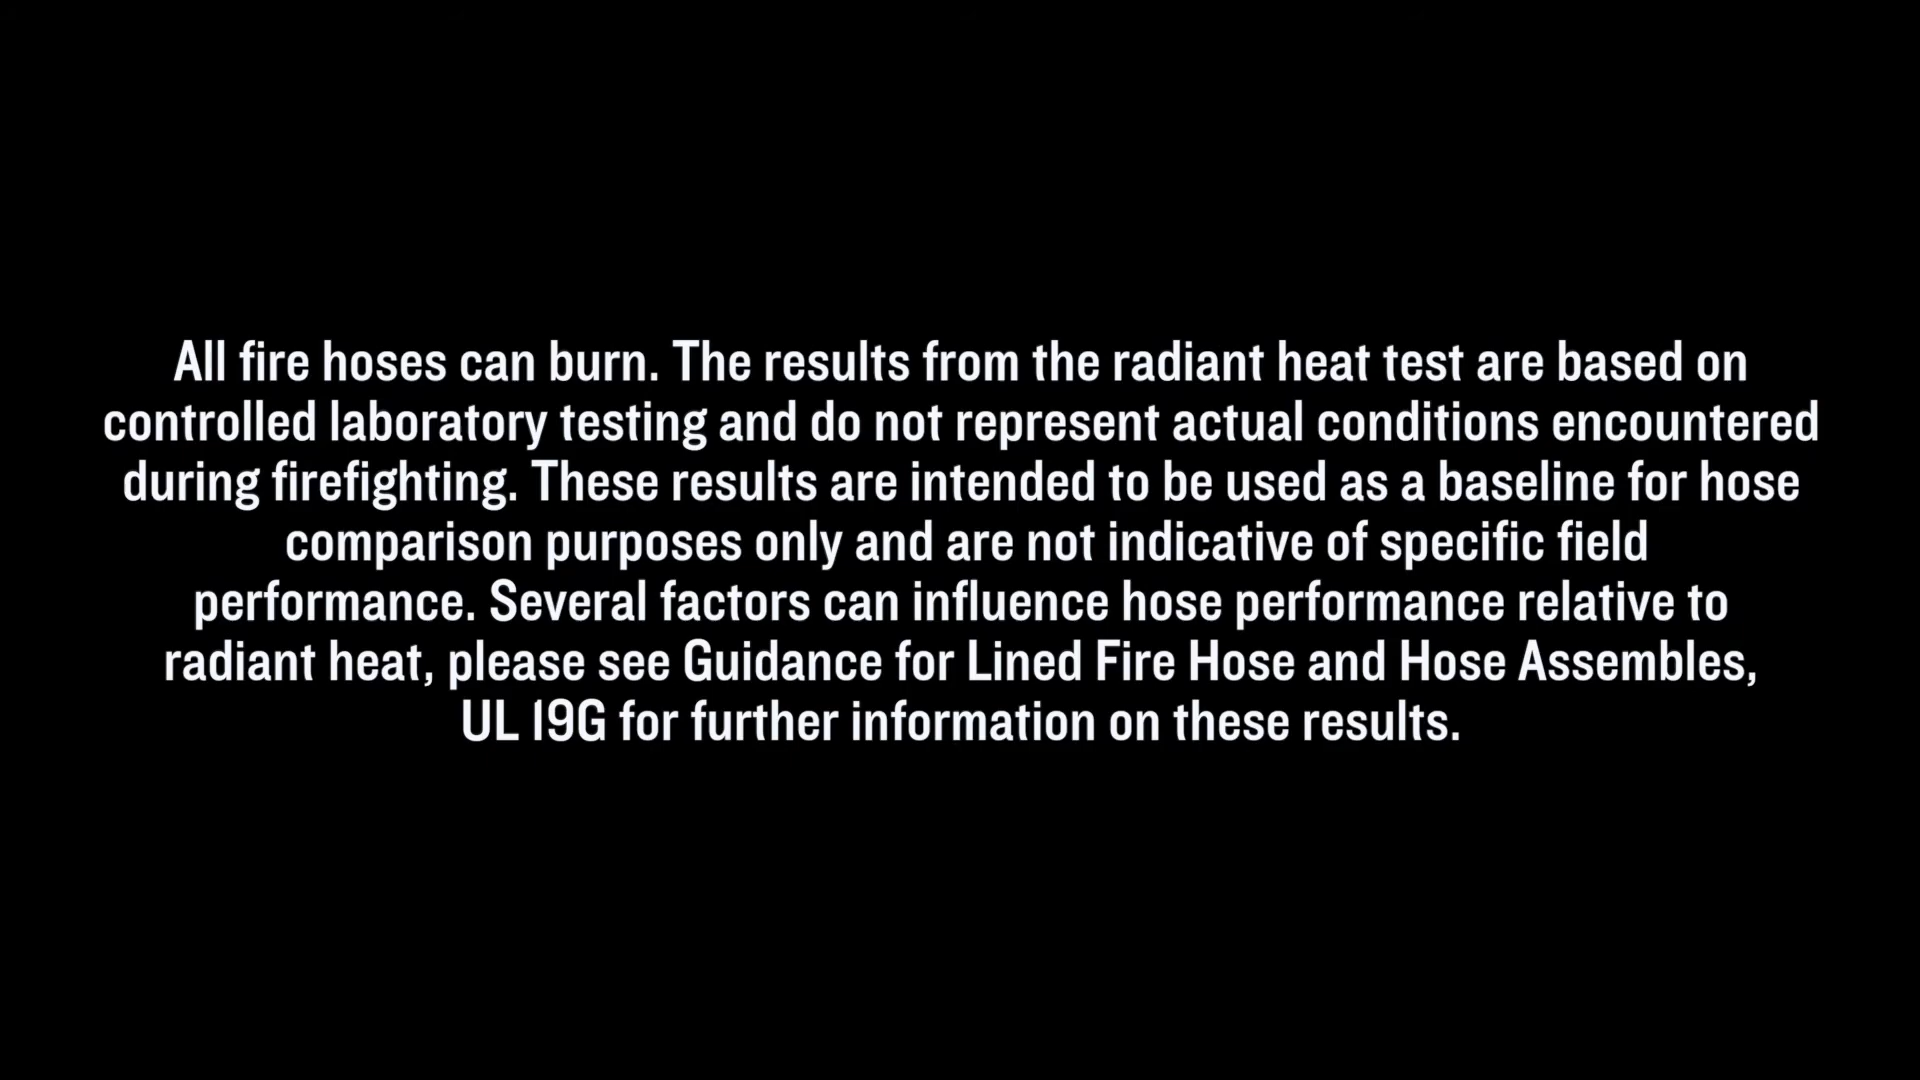 All fire hoses can burn. The results from the radiant heat test are based on
controlled laboratory testing and do not represent actual conditions encountered
during firefighting. These results are intended to be used as a baseline for hose
comparison purposes only and are not indicative of specific field
performance. Several factors can influence hose performance relative to
radiant heat, please see Guidance for Lined Fire Hose and Hose Assembles,
UL 19G for further information on these results.